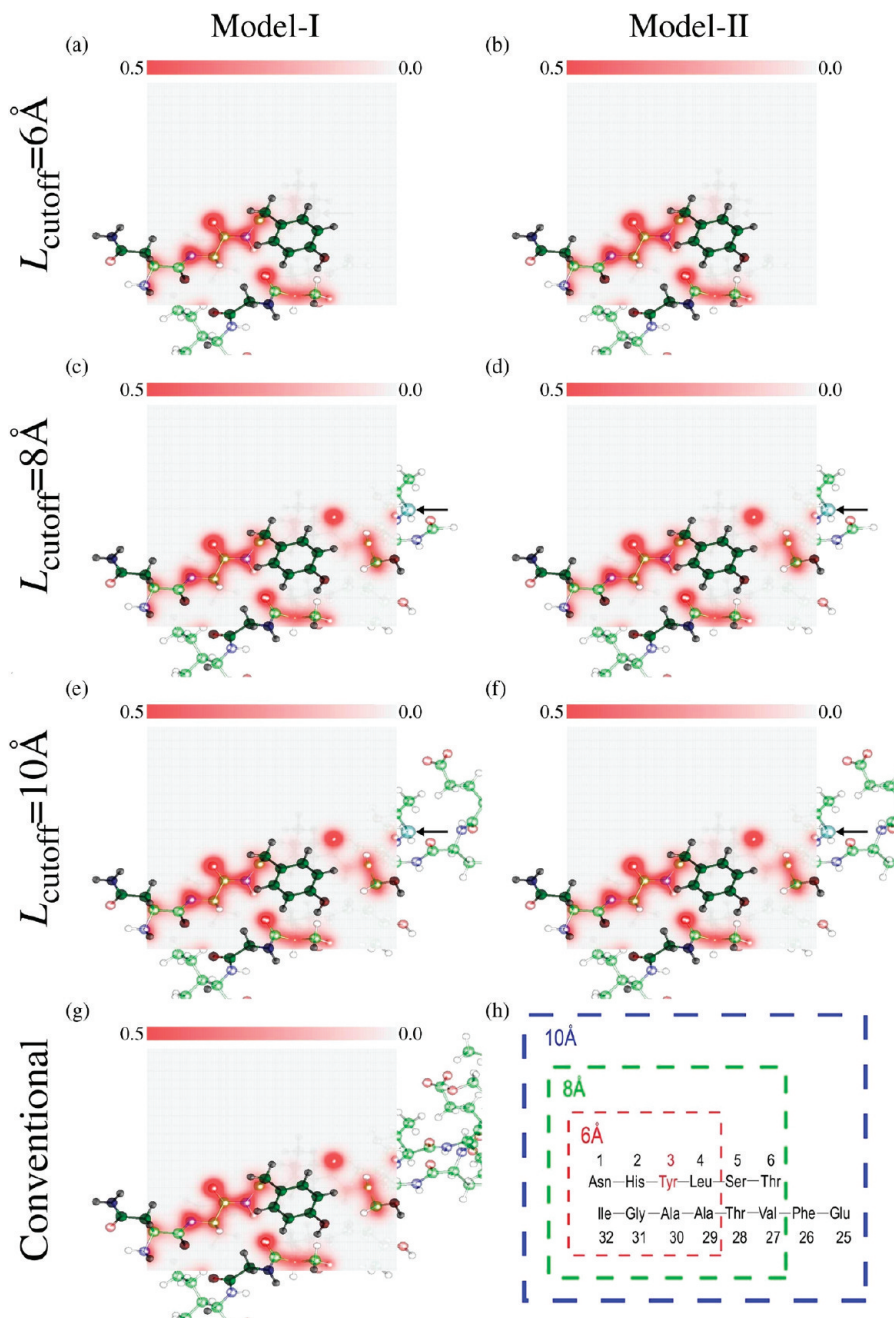 Model-I Model-II
(a) (b)
0.5 0.0 0.5 0.0
Lcutoff=6Å
(c) (d)
0.5 0.0 0.5 0.0
Lcutoff=8Å
(e) (f)
0.5 0.0 0.5 0.0
Lcutoff=10Å
(g) (h)
0.5 0.0
Conventional
10Å
8Å
6Å
1 2 3 4 5 6
Asn—His—Tyr—Leu—Ser—Thr
Ile—Gly—Ala—Ala—Thr—Val—Phe—Glu
32 31 30 29 28 27 26 25